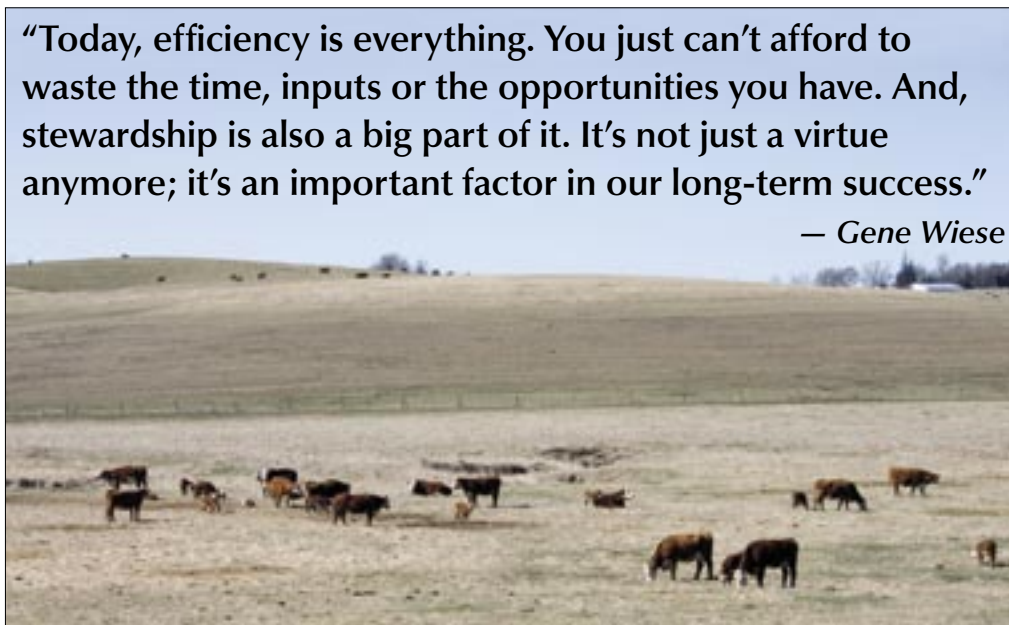 “Today, efficiency is everything. You just can’t afford to
waste the time, inputs or the opportunities you have. And,
stewardship is also a big part of it. It’s not just a virtue
anymore; it’s an important factor in our long-term success.”
— Gene Wiese